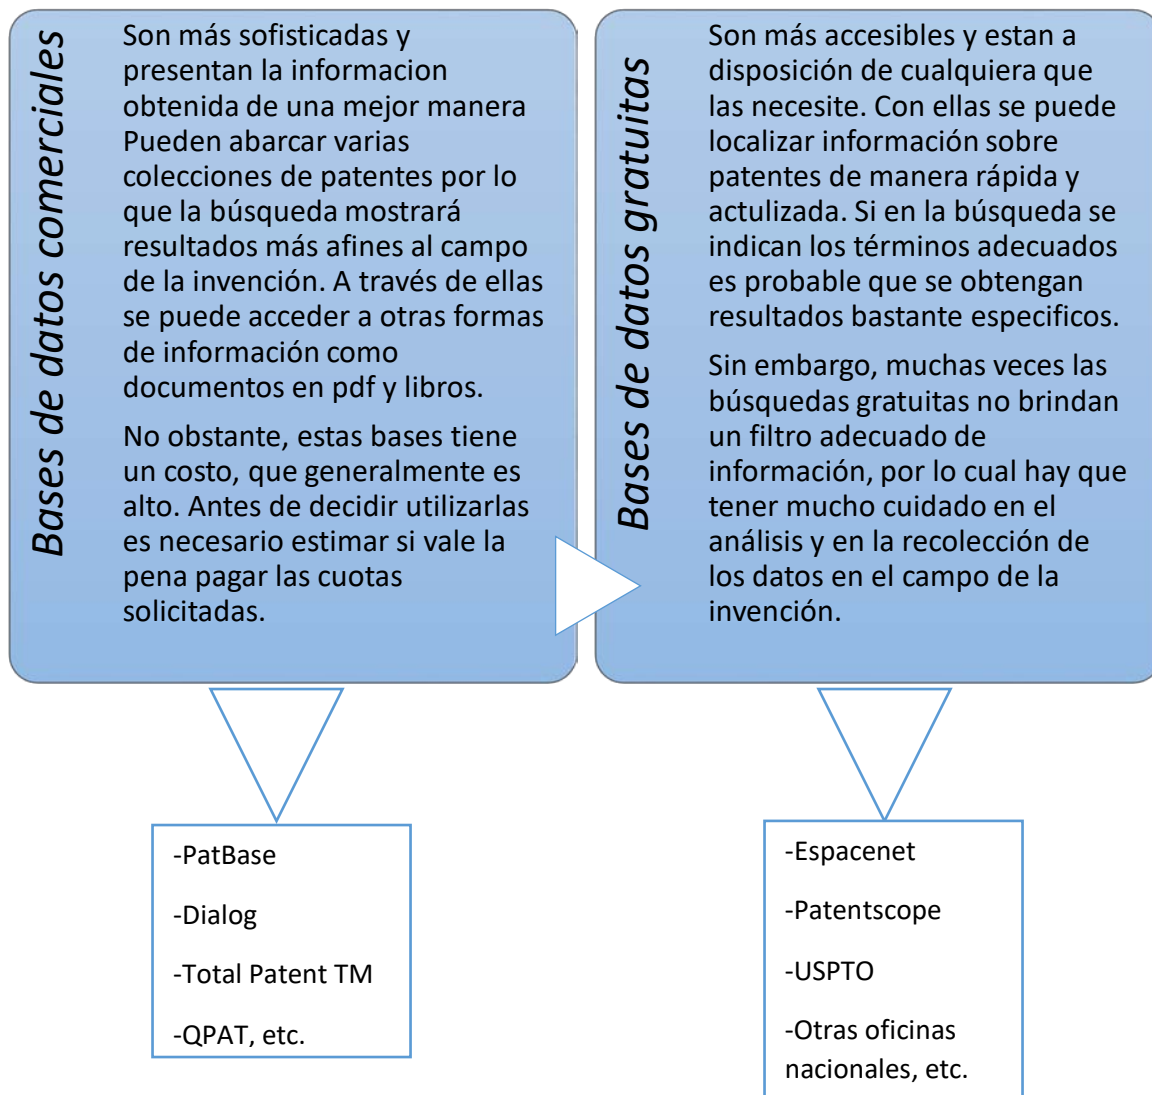 Bases de datos comerciales
Son más sofisticadas y
presentan la informacion
obtenida de una mejor manera
Pueden abarcar varias
colecciones de patentes por lo
que la búsqueda mostrará
resultados más afines al campo
de la invención. A través de ellas
se puede acceder a otras formas
de información como
documentos en pdf y libros.
No obstante, estas bases tiene
un costo, que generalmente es
alto. Antes de decidir utilizarlas
es necesario estimar si vale la
pena pagar las cuotas
solicitadas.
Bases de datos gratuitas
Son más accesibles y estan a
disposición de cualquiera que
las necesite. Con ellas se puede
localizar información sobre
patentes de manera rápida y
actulizada. Si en la búsqueda se
indican los términos adecuados
es probable que se obtengan
resultados bastante especificos.
Sin embargo, muchas veces las
búsquedas gratuitas no brindan
un filtro adecuado de
información, por lo cual hay que
tener mucho cuidado en el
análisis y en la recolección de
los datos en el campo de la
invención.
-PatBase
-Dialog
-Total Patent TM
-QPAT, etc.
-Espacenet
-Patentscope
-USPTO
-Otras oficinas
nacionales, etc.